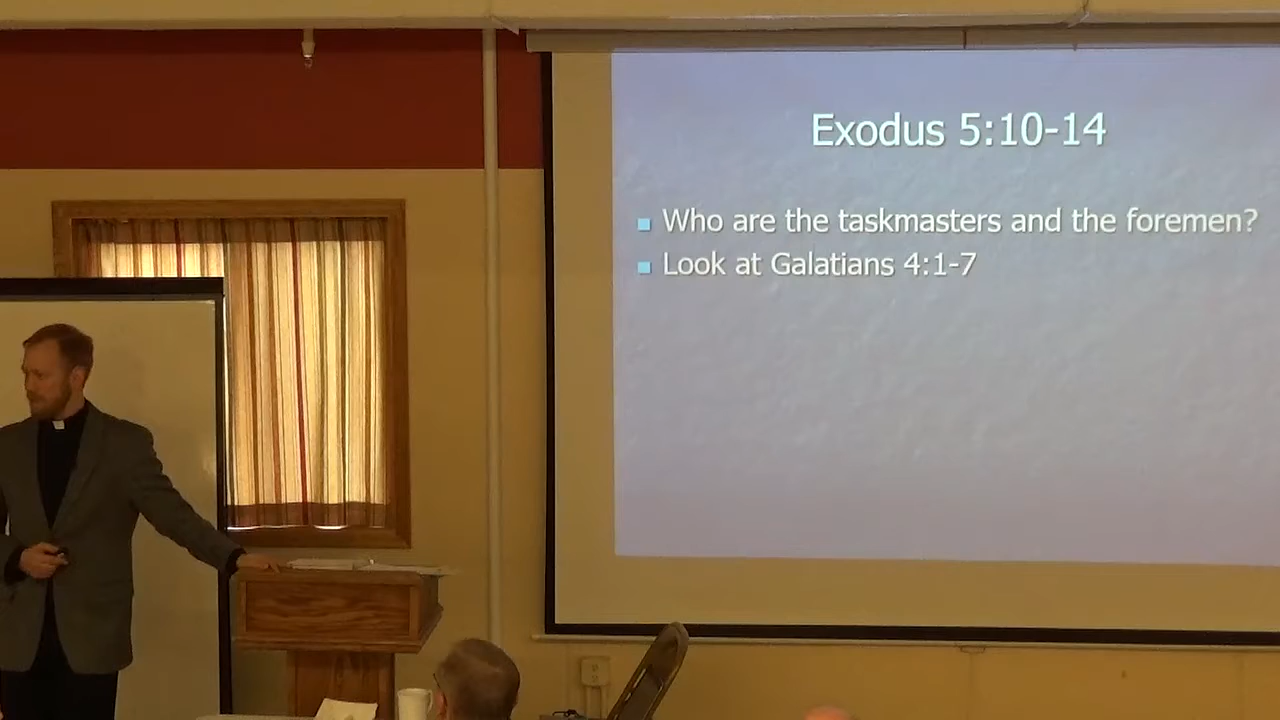 Exodus 5:10-14
Who are the taskmasters and the foremen?
Look at Galatians 4:1-7